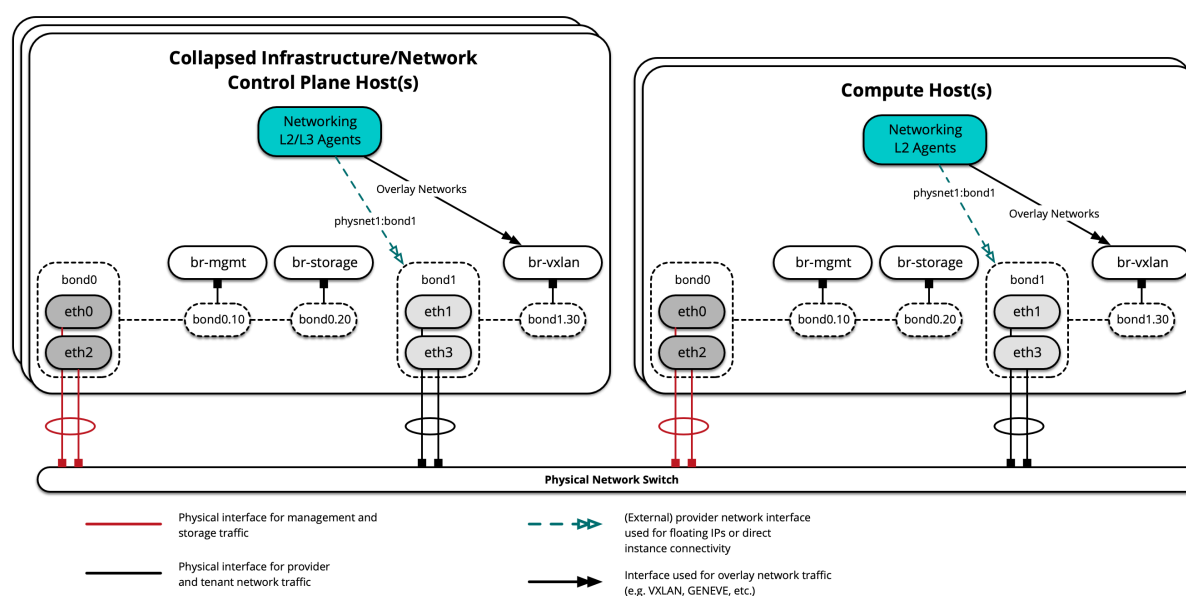 Collapsed Infrastructure/Network
Control Plane Host(s)
Networking
L2/L3 Agents
Overlay Networks
physnet1:bond1
br-mgmt
br-storage
br-vxlan
bond0
bond1
eth0
eth1
bond0.10
bond0.20
bond1.30
eth2
eth3
Compute Host(s)
Networking
L2 Agents
physnet1:bond1
Overlay Networks
br-mgmt
br-storage
br-vxlan
bond0
bond1
eth0
eth1
bond0.10
bond0.20
bond1.30
eth2
eth3
Physical Network Switch
Physical interface for management and
storage traffic
Physical interface for provider
and tenant network traffic
(External) provider network interface
used for floating IPs or direct
instance connectivity
Interface used for overlay network traffic
(e.g. VXLAN, GENEVE, etc.)